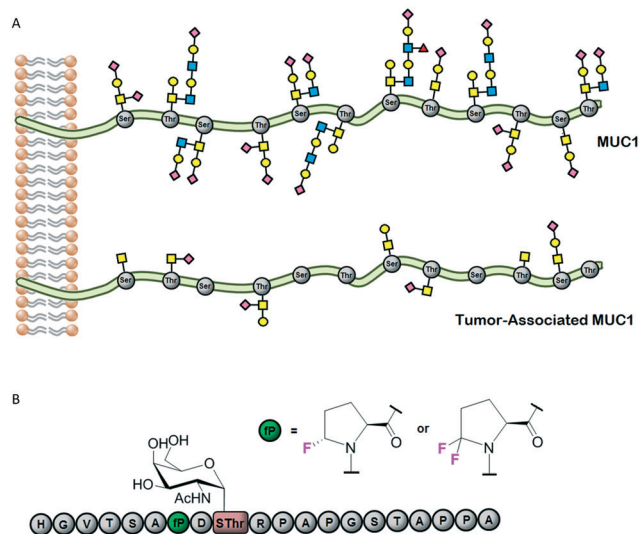 A
Ser Thr Ser Thr Ser Thr Ser Thr Ser Thr Ser Thr
MUC1
Ser Thr Ser Thr Ser Thr Ser Thr Ser Thr Ser Thr
Tumor-Associated MUC1
B
OH OH
O
HO
AcHN
fP = F N O or F F N O
H G V T S A fP D SThr R P A P G S T A P P A